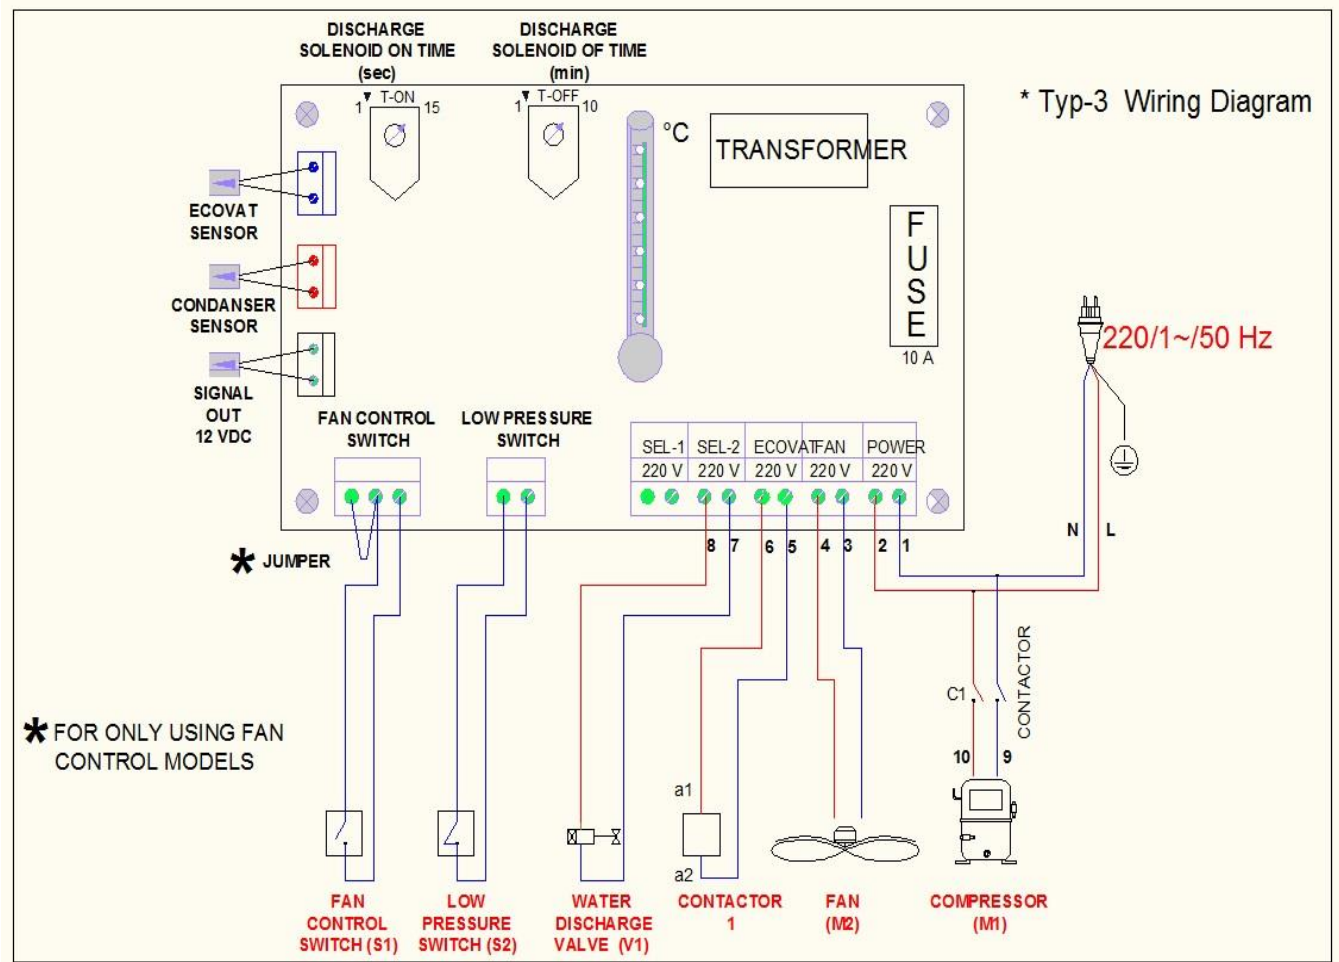 DISCHARGE
SOLENOID ON TIME
(sec)
DISCHARGE
SOLENOID OF TIME
(min)
1 T-ON 15
1 T-OFF 10
* Typ-3 Wiring Diagram
°C
TRANSFORMER
FUSE
10 A
ECOVAT
SENSOR
CONDANSER
SENSOR
SIGNAL
OUT
12 VDC
220/1~/50 Hz
FAN CONTROL
SWITCH
LOW PRESSURE
SWITCH
SEL-1 SEL-2 ECOVAT FAN POWER
220 V 220 V 220 V 220 V 220 V
8 7 6 5 4 3 2 1
N L
* JUMPER
C1
CONTACTOR
10 9
* FOR ONLY USING FAN
CONTROL MODELS
a1
a2
FAN
CONTROL
SWITCH (S1)
LOW
PRESSURE
SWITCH (S2)
WATER
DISCHARGE
VALVE (V1)
CONTACTOR
1
FAN
(M2)
COMPRESSOR
(M1)